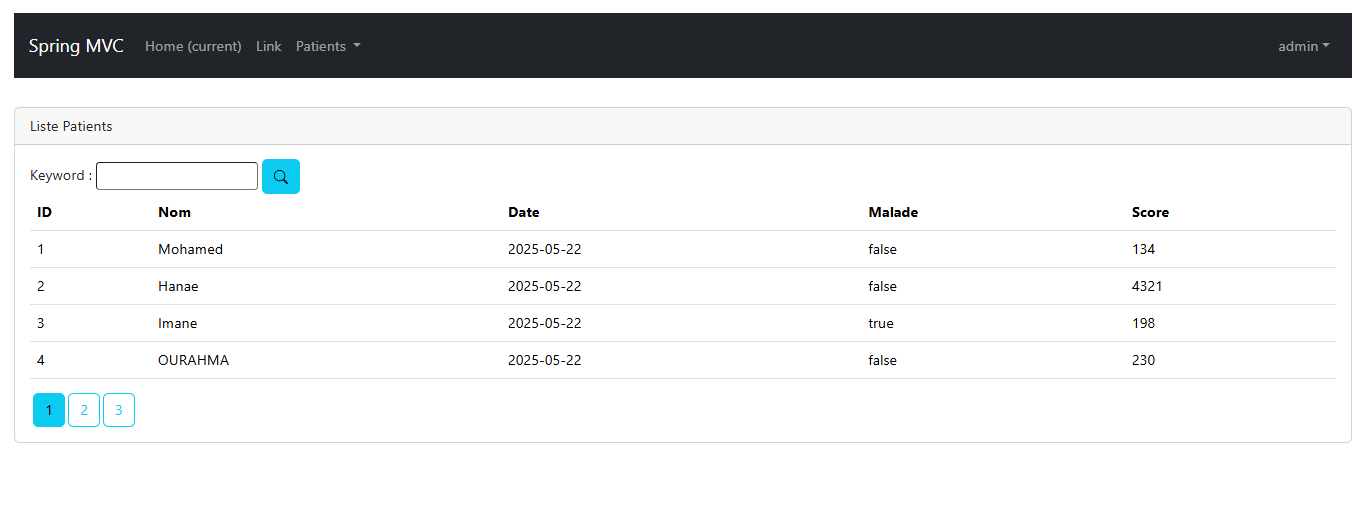 Spring MVC Home (current) Link Patients admin
Liste Patients
Keyword :
ID Nom Date Malade Score
1 Mohamed 2025-05-22 false 134
2 Hanae 2025-05-22 false 4321
3 Imane 2025-05-22 true 198
4 OURAHMA 2025-05-22 false 230
1 2 3